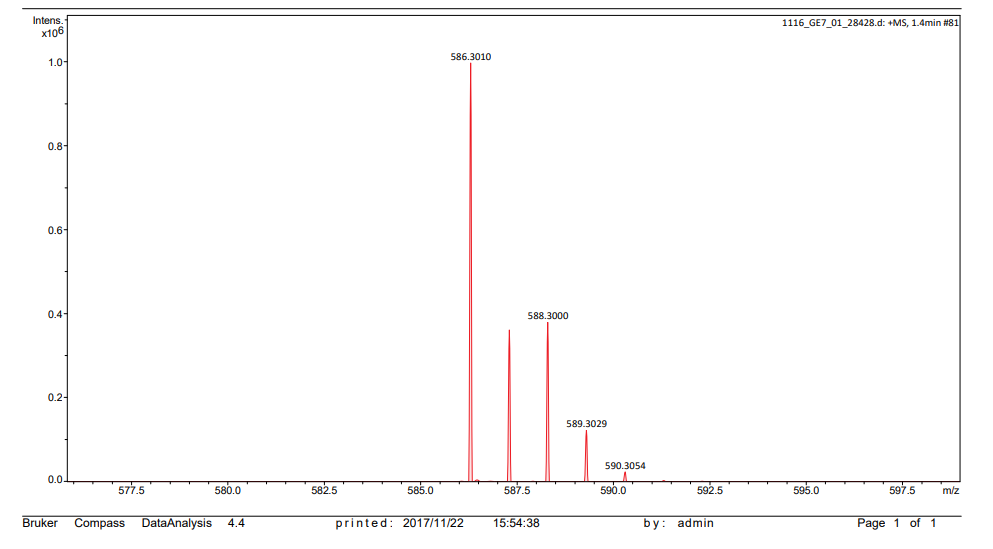 Intens.
x10^6
1116_GE7_01_28428.d: +MS, 1.4min #81
586.3010
1.0
0.8
0.6
0.4
588.3000
0.2
589.3029
590.3054
0.0
577.5 580.0 582.5 585.0 587.5 590.0 592.5 595.0 597.5 m/z
Bruker Compass DataAnalysis 4.4 printed: 2017/11/22 15:54:38 by: admin Page 1 of 1